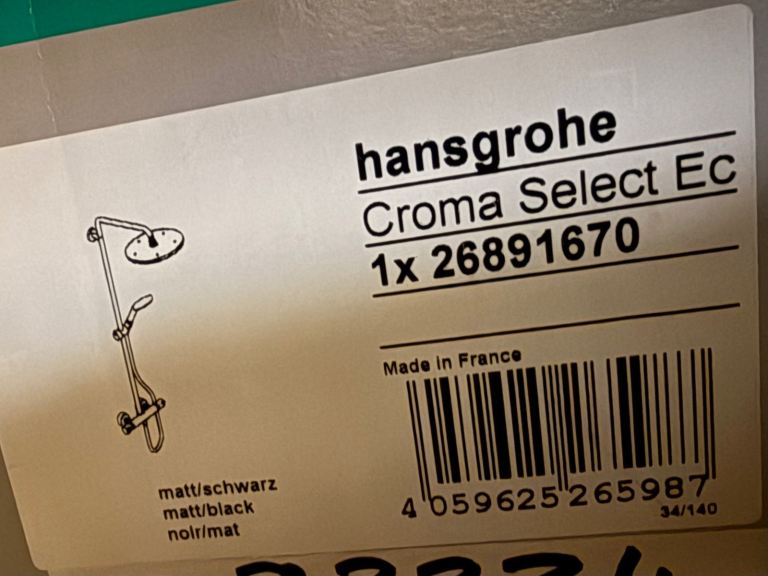 hansgrohe
Croma Select Ec
1x 26891670
Made in France
4 059625 265987
34/140
matt/schwarz
matt/black
noir/mat